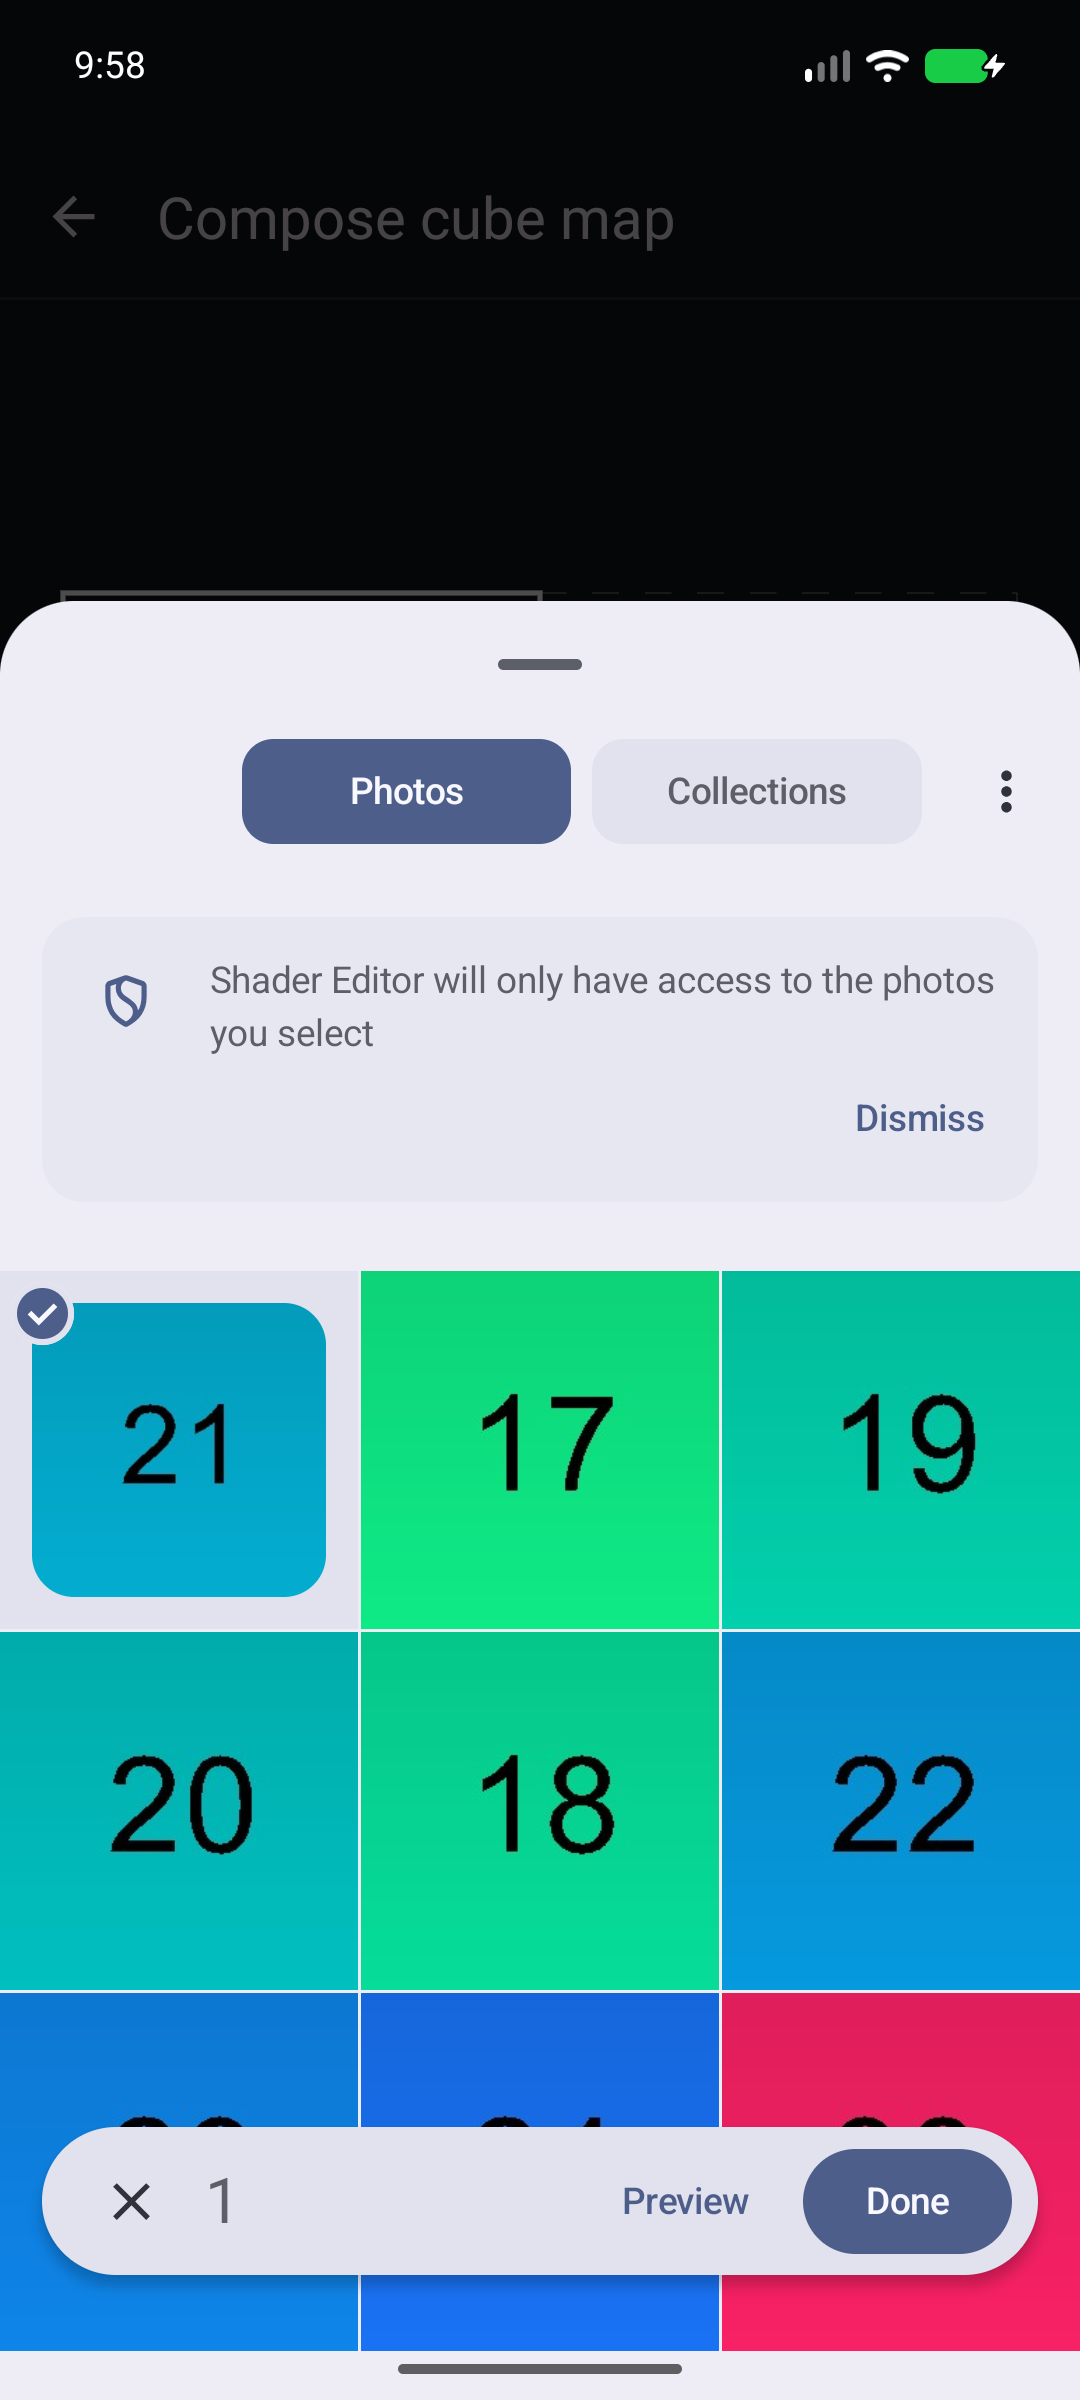 9:58
Compose cube map
Photos
Collections
Shader Editor will only have access to the photos
you select
Dismiss
21
17
19
20
18
22
1
Preview
Done